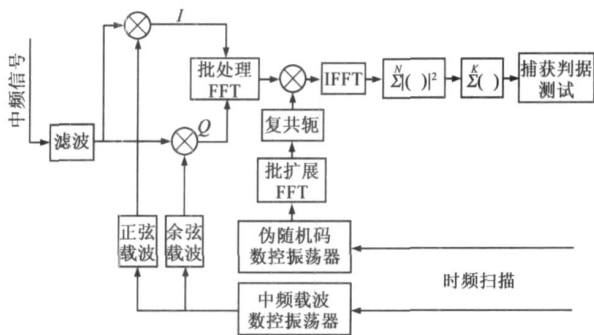 中频信号
滤波
I
Q
批处理
FFT
IFFT
Σ^N|( )|²
Σ^K( )
捕获判据
测试
复共轭
批扩展
FFT
正弦
载波
余弦
载波
伪随机码
数控振荡器
中频载波
数控振荡器
时频扫描